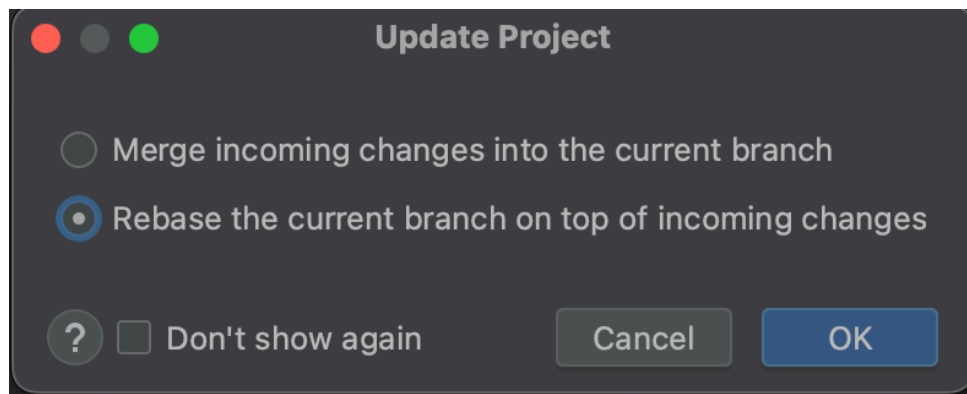 Update Project
Merge incoming changes into the current branch
Rebase the current branch on top of incoming changes
? Don't show again Cancel OK